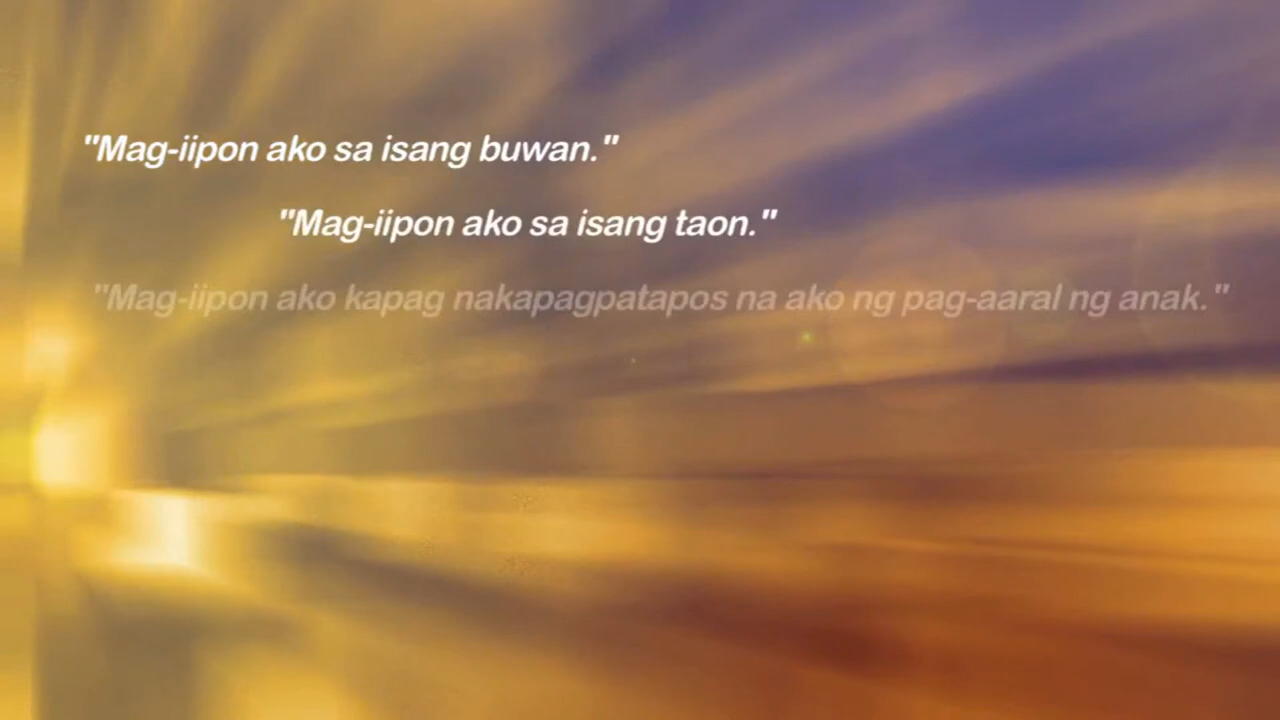 "Mag-iipon ako sa isang buwan."
"Mag-iipon ako sa isang taon."
"Mag-iipon ako kapag nakapagpatapos na ako ng pag-aaral ng anak."